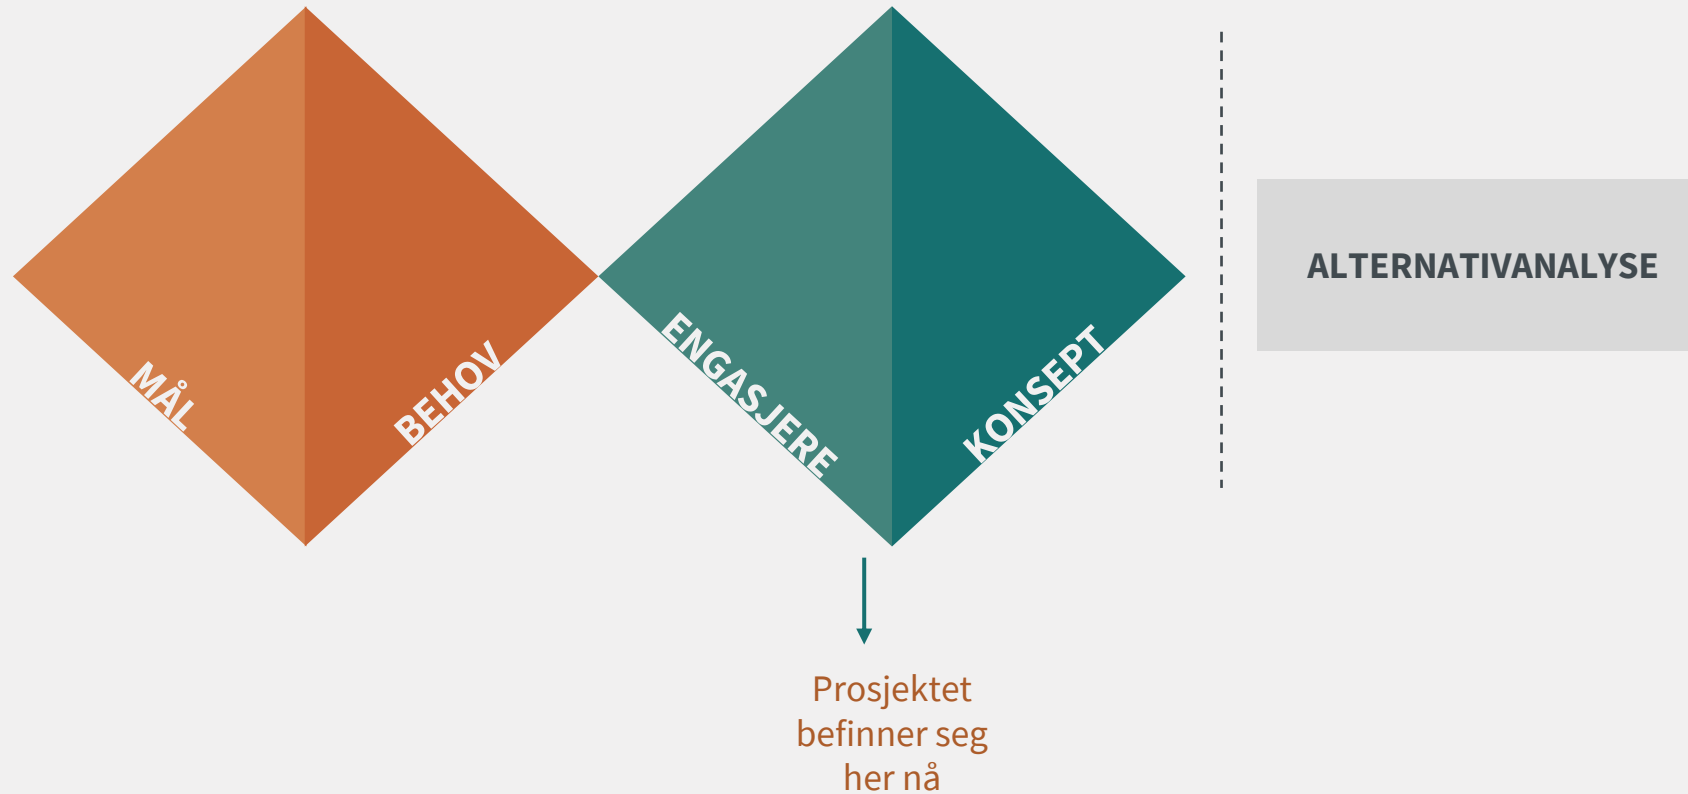 MÅL
BEHOV
ENGASJERE
KONSEPT
ALTERNATIVANALYSE
Prosjektet
befinner seg
her nå